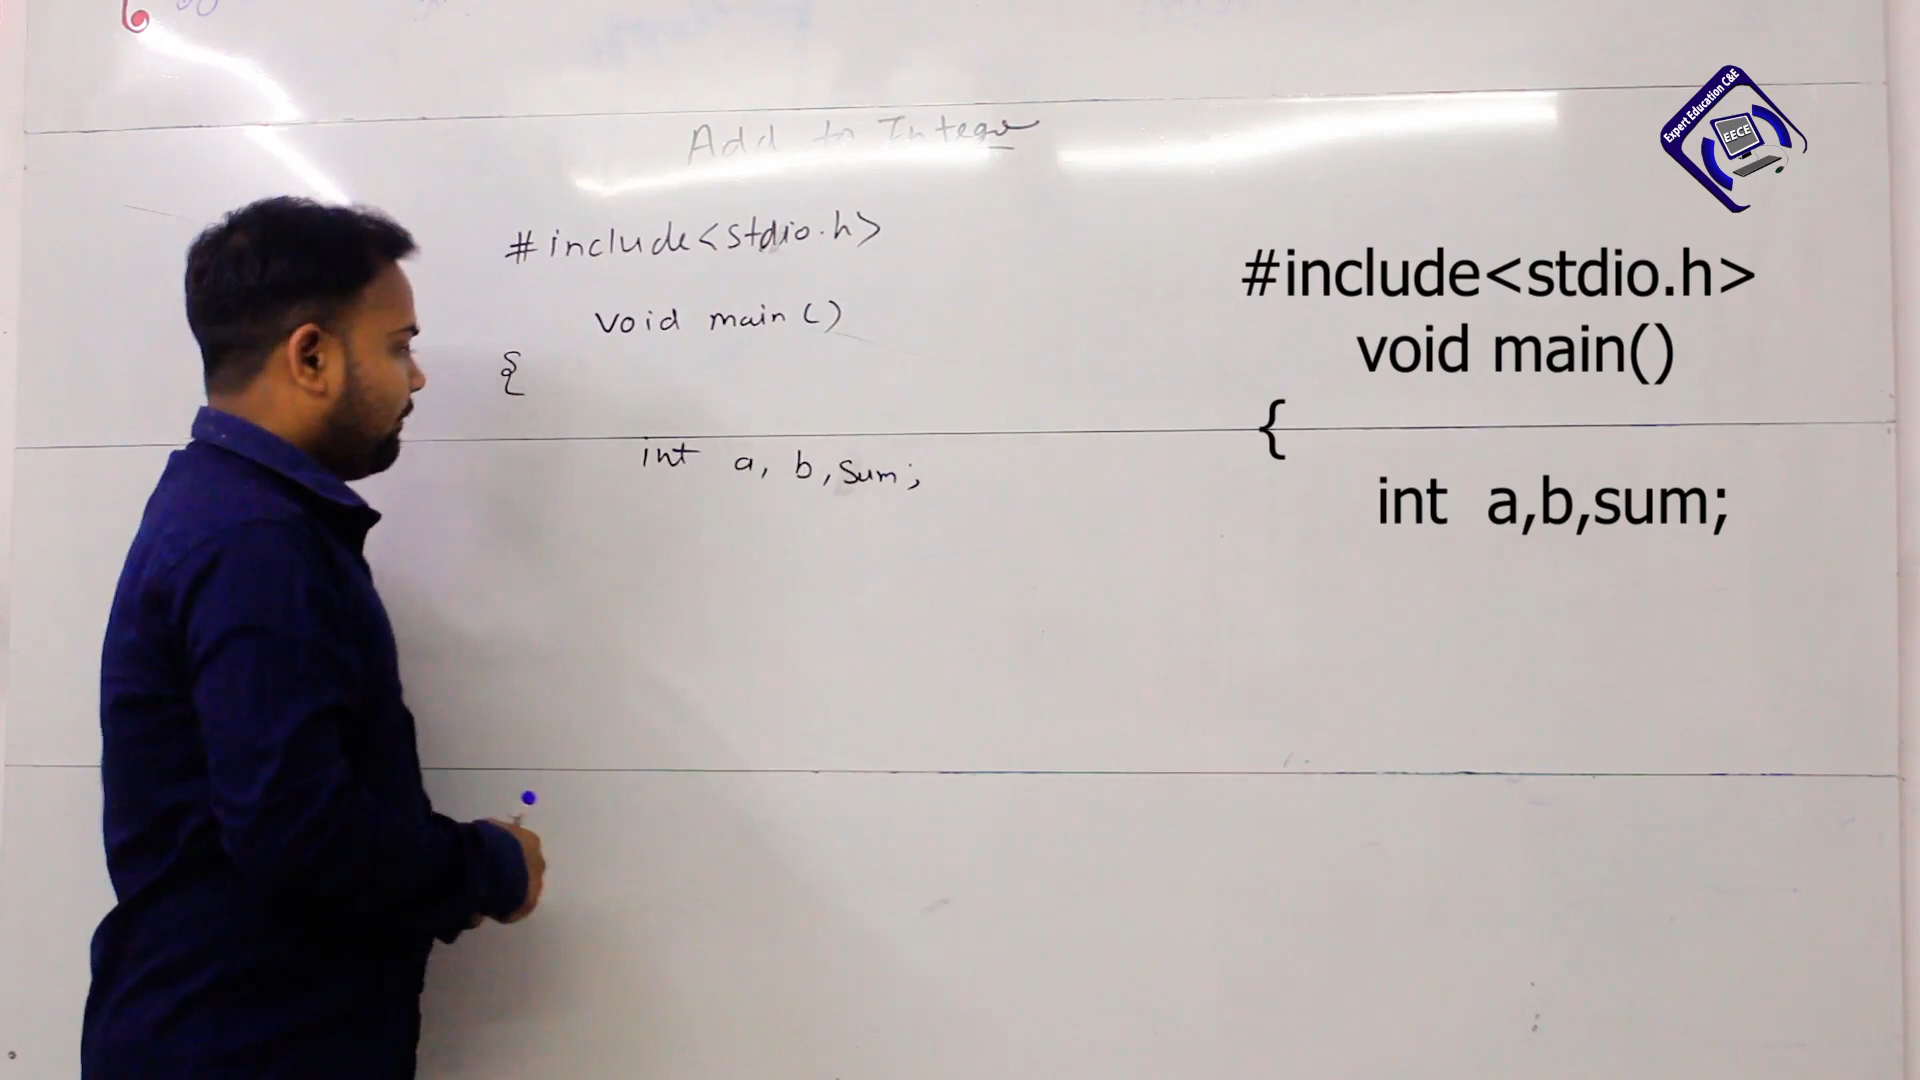 Add to Integer
#include<stdio.h>
void main()
{
int a, b, sum;
Expert Education C&E
EECE
#include<stdio.h>
void main()
{
int a,b,sum;